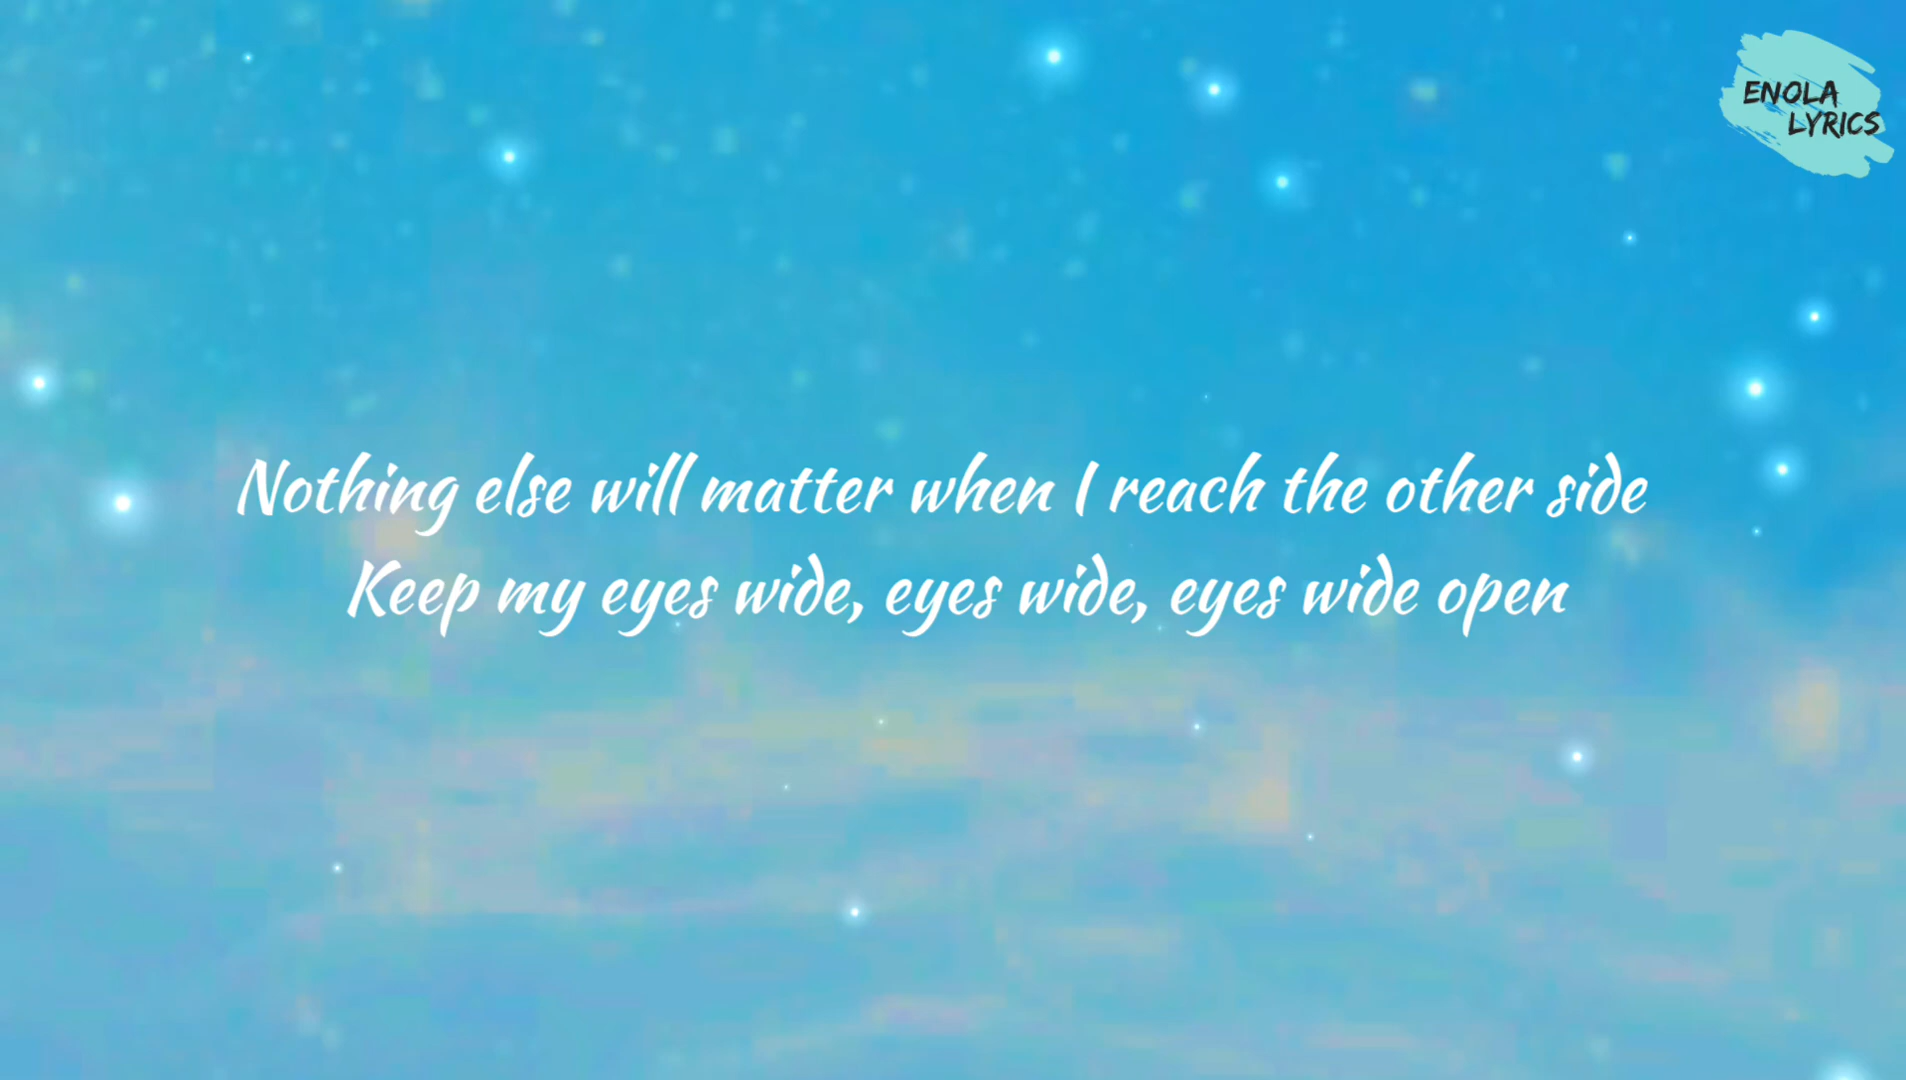 ENOLA
LYRICS
Nothing else will matter when I reach the other side
Keep my eyes wide, eyes wide, eyes wide open